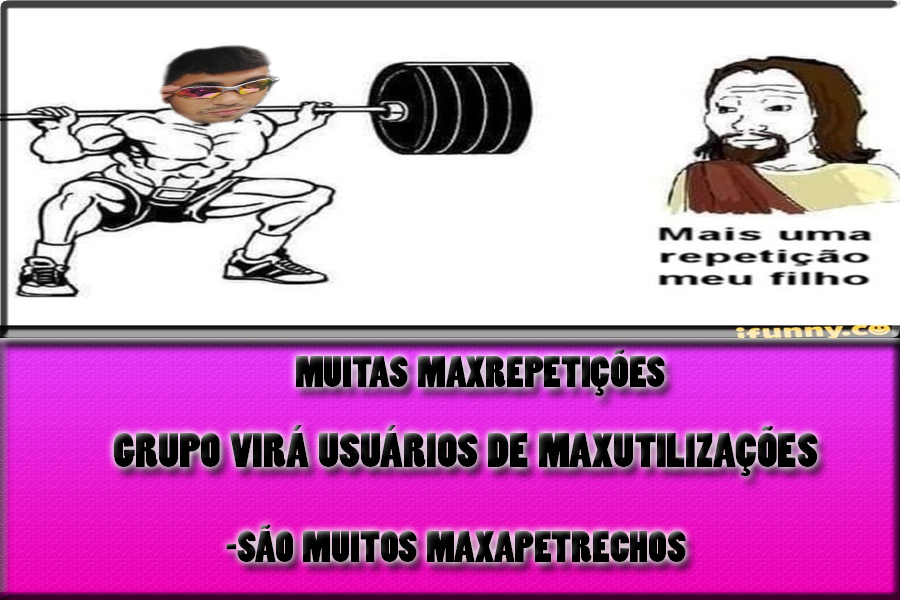 Mais uma
repetição
meu filho
ifunny.co
MUITAS MAXREPETIÇÕES
GRUPO VIRÁ USUÁRIOS DE MAXUTILIZAÇÕES
-SÃO MUITOS MAXAPETRECHOS